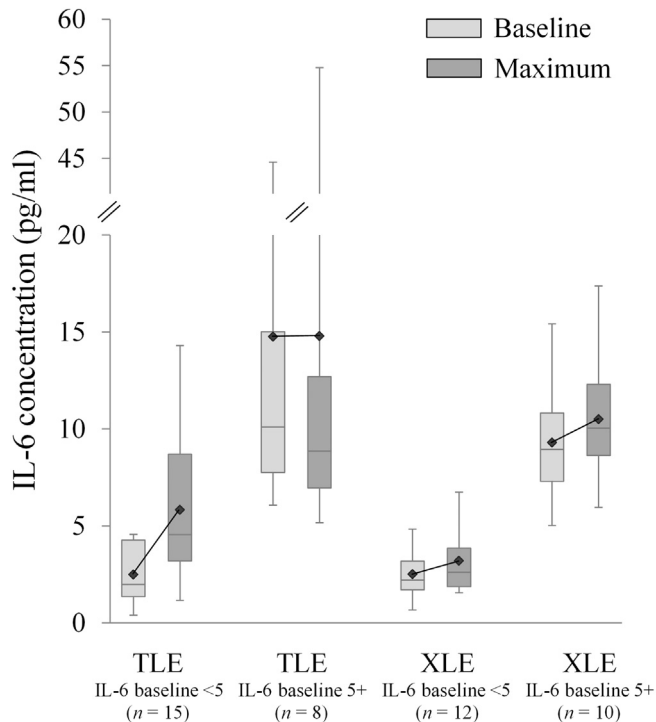 60
55
50
45
20
15
10
5
0
IL-6 concentration (pg/ml)
Baseline
Maximum
TLE
IL-6 baseline <5
(n = 15)
TLE
IL-6 baseline 5+
(n = 8)
XLE
IL-6 baseline <5
(n = 12)
XLE
IL-6 baseline 5+
(n = 10)